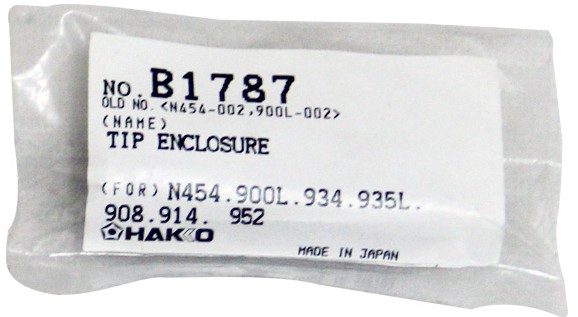 NO. B1787
OLD NO. <N454-002,900L-002>
(NAME)
TIP ENCLOSURE
(FOR) N454.900L.934.935L.
908.914. 952
HAKKO
MADE IN JAPAN